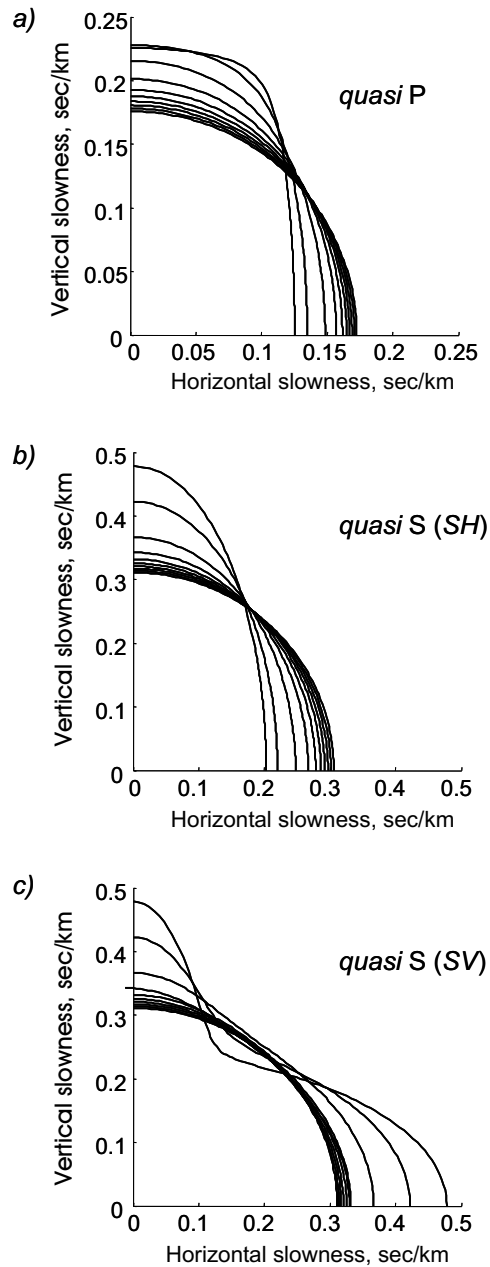 a)
0.25
0.2
0.15
0.1
0.05
0
Vertical slowness, sec/km
quasi P
0 0.05 0.1 0.15 0.2 0.25
Horizontal slowness, sec/km
b)
0.5
0.4
0.3
0.2
0.1
0
Vertical slowness, sec/km
quasi S (SH)
0 0.1 0.2 0.3 0.4 0.5
Horizontal slowness, sec/km
c)
0.5
0.4
0.3
0.2
0.1
0
Vertical slowness, sec/km
quasi S (SV)
0 0.1 0.2 0.3 0.4 0.5
Horizontal slowness, sec/km